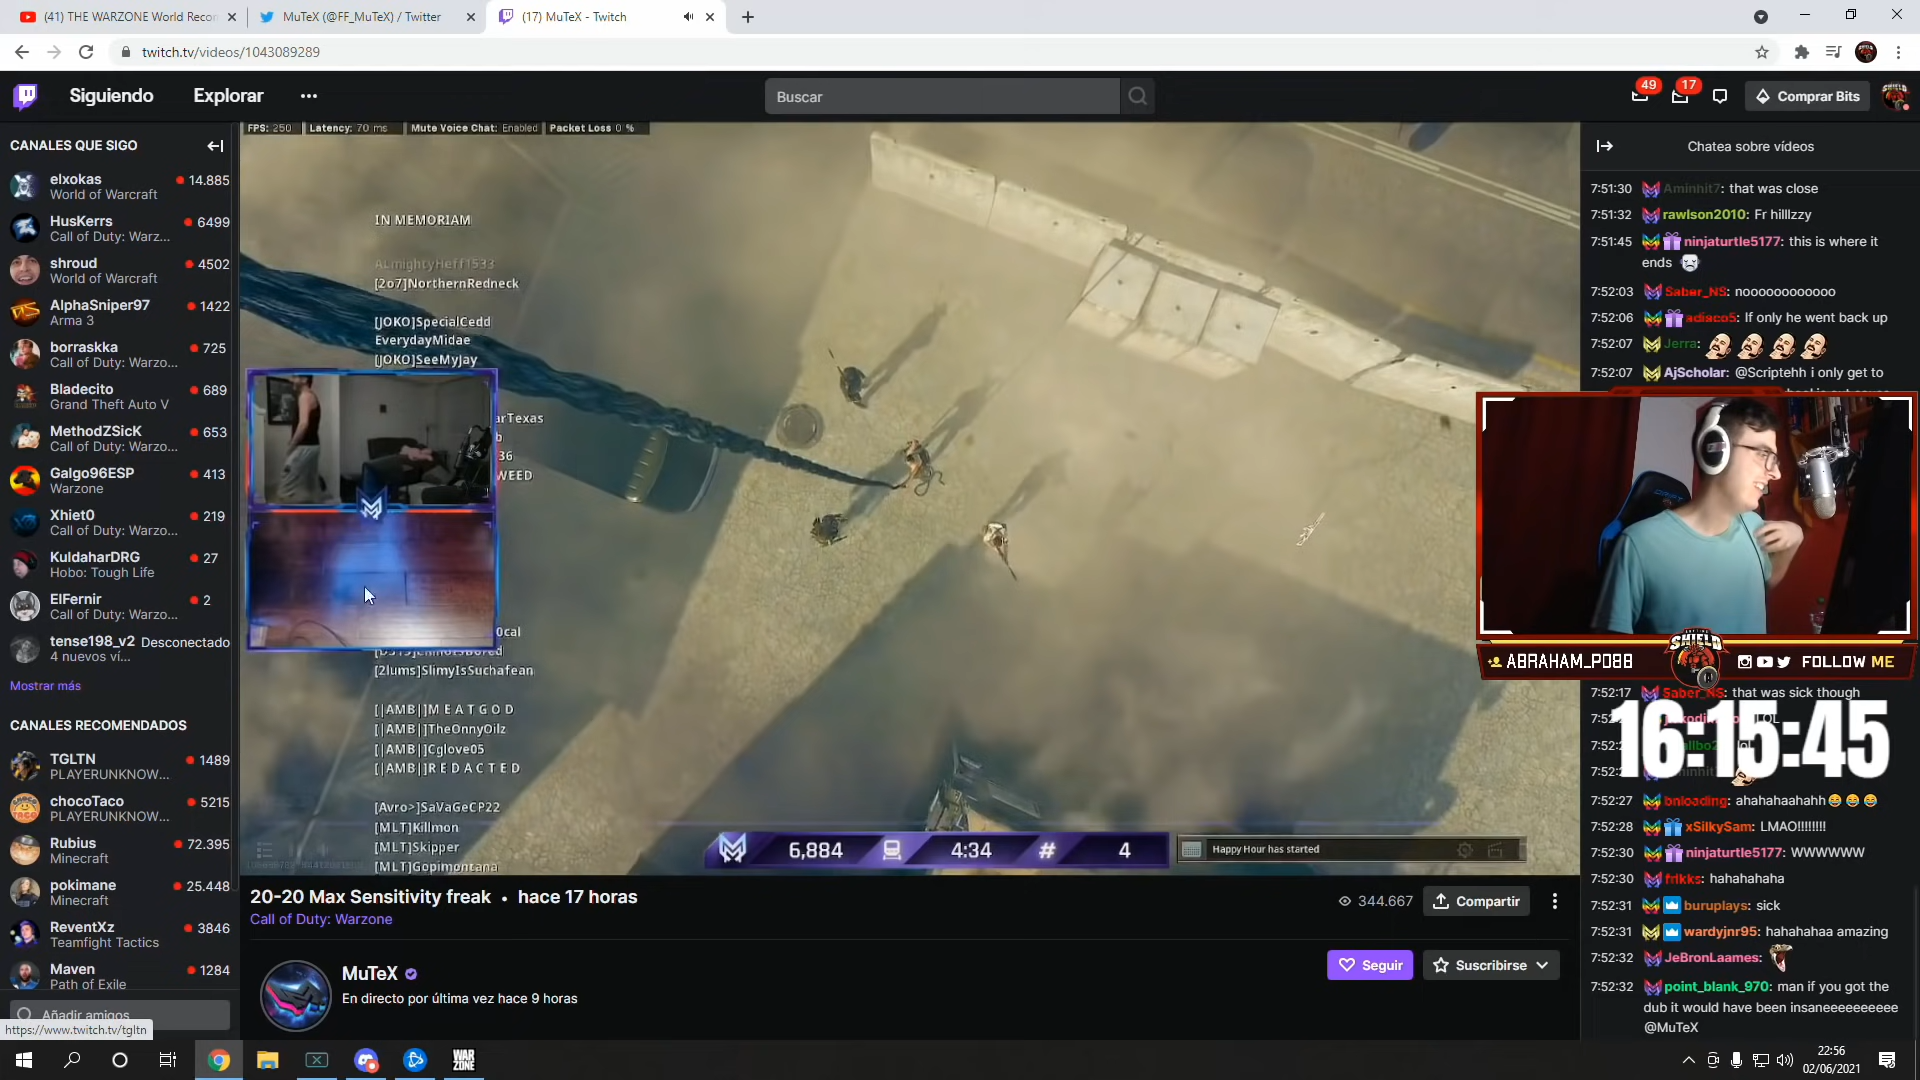 (41) THE WARZONE World Recor
MuTeX (@FF_MuTeX) / Twitter
(17) MuTeX - Twitch
twitch.tv/videos/1043089289
Siguiendo
Explorar
Buscar
49
17
Comprar Bits
CANALES QUE SIGO
elxokas
14.885
World of Warcraft
HusKerrs
6499
Call of Duty: Warz...
shroud
4502
World of Warcraft
AlphaSniper97
1422
Arma 3
borraskka
725
Call of Duty: Warzo...
Bladecito
689
Grand Theft Auto V
MethodZSicK
653
Call of Duty: Warzo...
Galgo96ESP
413
Warzone
Xhiet0
219
Call of Duty: Warzo...
KuldaharDRG
27
Hobo: Tough Life
ElFernir
2
Call of Duty: Warzo...
tense198_v2
Desconectado
4 nuevos ví...
Mostrar más
CANALES RECOMENDADOS
TGLTN
1489
PLAYERUNKNOW...
chocoTaco
5215
PLAYERUNKNOW...
Rubius
72.395
Minecraft
pokimane
25.448
Minecraft
ReventXz
3846
Teamfight Tactics
Maven
1284
Path of Exile
Añadir amigos
https://www.twitch.tv/tgltn
FPS: 250
Latency: 70 ms
Mute Voice Chat: Enabled
Packet Loss 0 %
IN MEMORIAM
ALmightyHeff1533
[2o7]NorthernRedneck
[JOKO]SpecialCedd
EverydayMidae
[JOKO]SeeMyJay
arTexas
b
36
WEED
0cal
[2lums]SlimyIsSuchafean
[|AMB|]M E A T G O D
[|AMB|]TheOnnyOilz
[|AMB|]Cglove05
[|AMB|]R E D A C T E D
[Avro>]SaVaGeCP22
[MLT]Killmon
[MLT]Skipper
[MLT]Gopimontana
6,884
4:34
#
4
Happy Hour has started
20-20 Max Sensitivity freak • hace 17 horas
Call of Duty: Warzone
344.667
Compartir
MuTeX
En directo por última vez hace 9 horas
Seguir
Suscribirse
Chatea sobre vídeos
7:51:30 Aminhit7: that was close
7:51:32 rawlson2010: Fr hilllzzy
7:51:45 ninjaturtle5177: this is where it
ends
7:52:03 Saber_NS: noooooooooooo
7:52:06 adisco5: If only he went back up
7:52:07 Jerra:
7:52:07 AjScholar: @Scriptehh i only get to
SHIELD
ABRAHAM_P088
FOLLOW ME
7:52:17 Saber_NS: that was sick though
16:15:45
7:52:27 bnloading: ahahahaahahh
7:52:28 xSilkySam: LMAO!!!!!!!!
7:52:30 ninjaturtle5177: WWWWWW
7:52:30 frikks: hahahahaha
7:52:31 buruplays: sick
7:52:31 wardyjnr95: hahahahaa amazing
7:52:32 JeBronLaames:
7:52:32 point_blank_970: man if you got the
dub it would have been insaneeeeeeeeee
@MuTeX
WAR
ZONE
22:56
02/06/2021